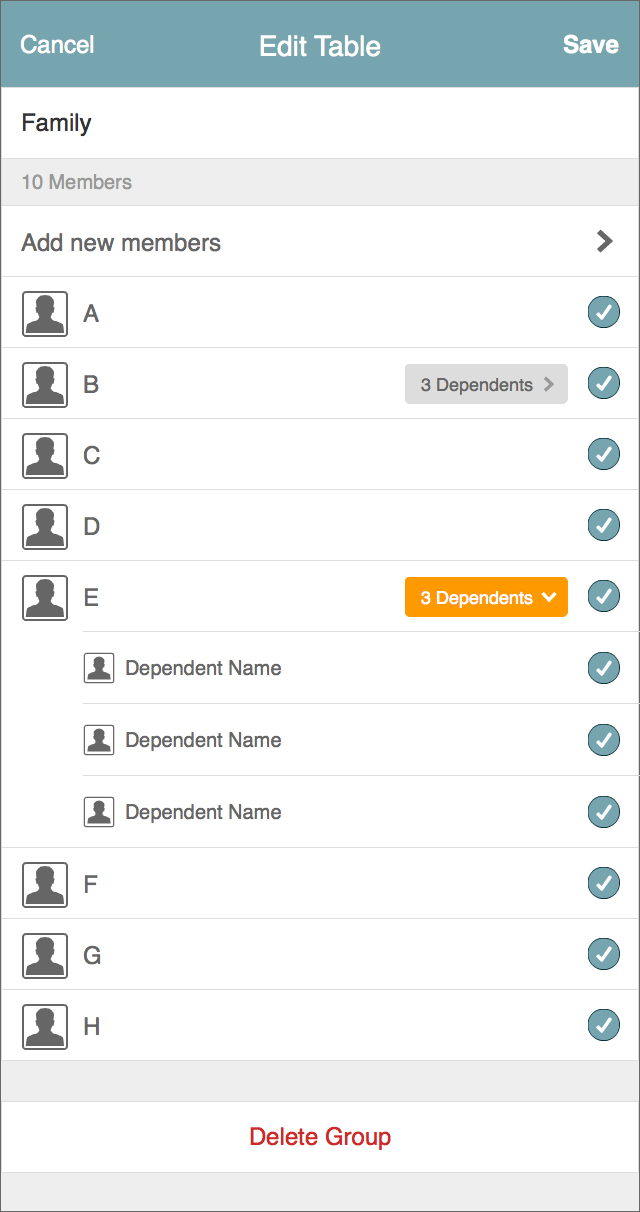 Cancel Edit Table Save
Family
10 Members
Add new members
A
B 3 Dependents
C
D
E 3 Dependents
Dependent Name
Dependent Name
Dependent Name
F
G
H
Delete Group